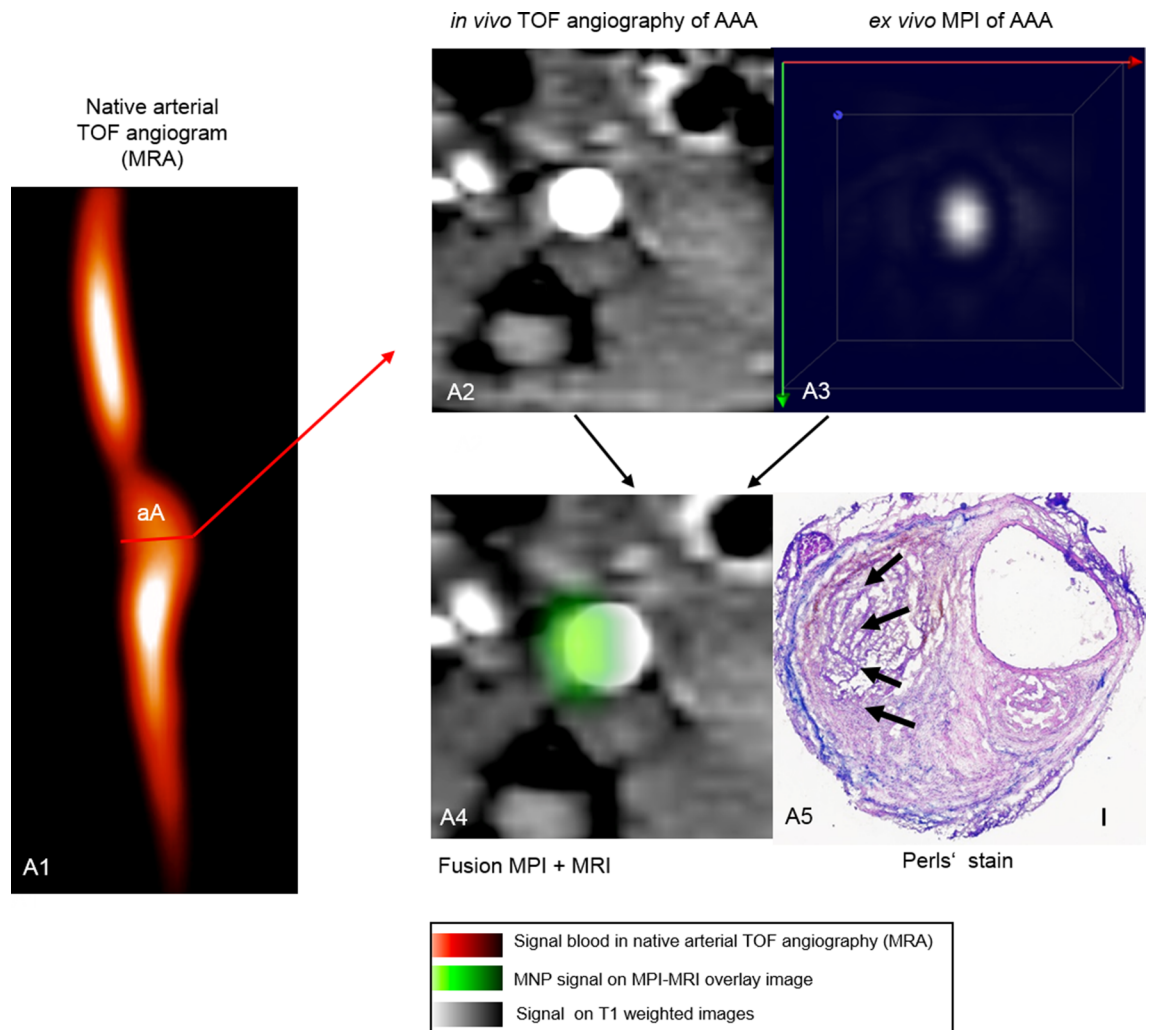 in vivo TOF angiography of AAA
ex vivo MPI of AAA
Native arterial
TOF angiogram
(MRA)
aA
A1
A2
A3
A4
A5
Fusion MPI + MRI
Perls‘ stain
Signal blood in native arterial TOF angiography (MRA)
MNP signal on MPI-MRI overlay image
Signal on T1 weighted images